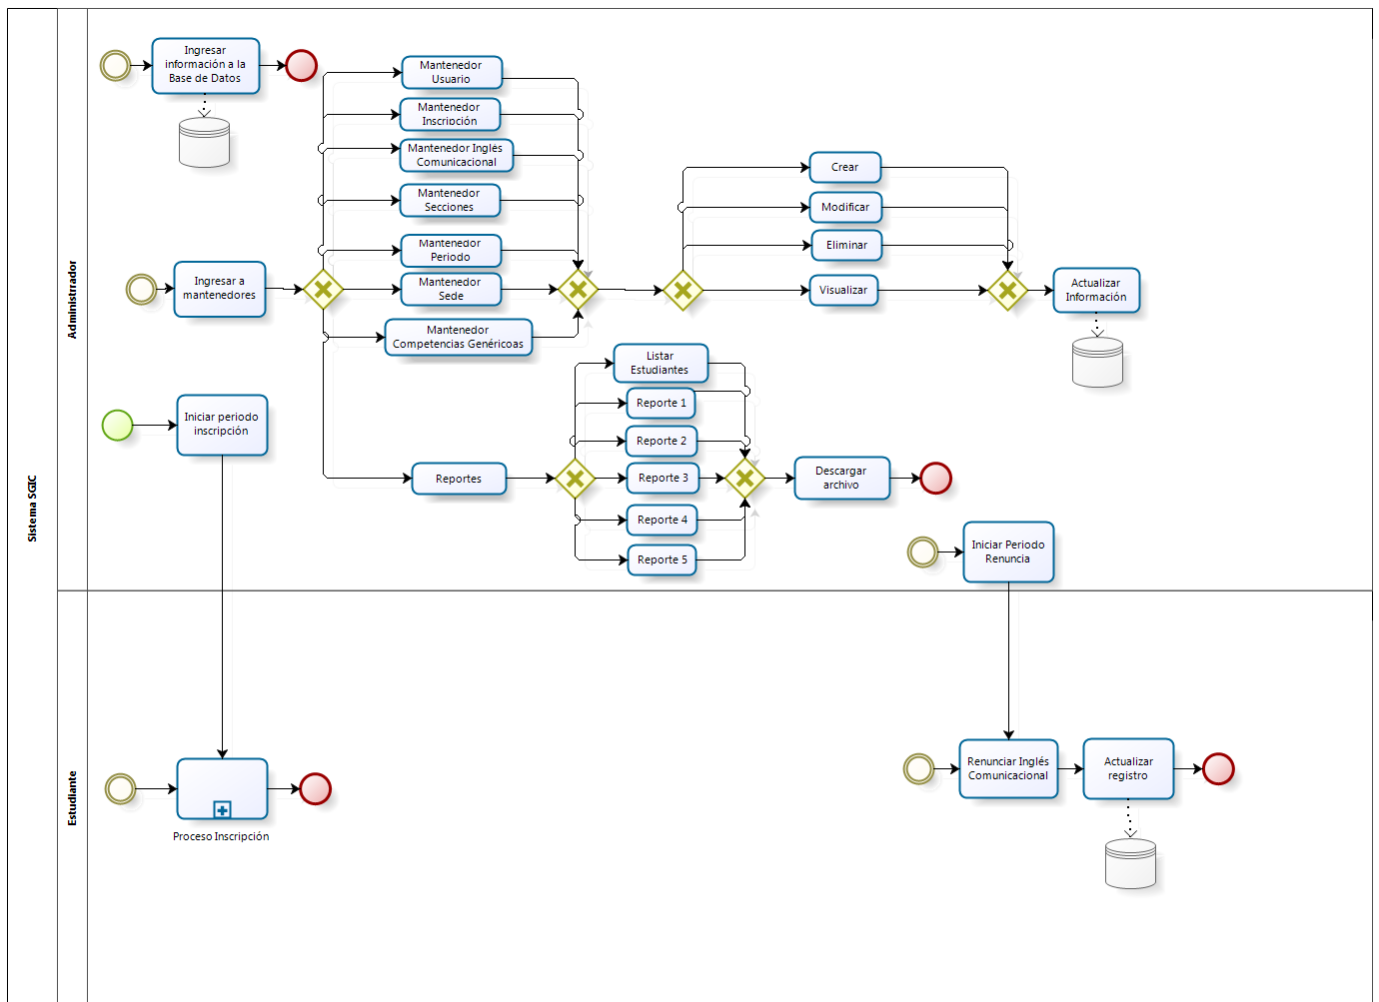 Sistema SGIC
Administrador
Ingresar
información a la
Base de Datos
Mantenedor
Usuario
Mantenedor
Inscripción
Mantenedor Inglés
Comunicacional
Mantenedor
Secciones
Mantenedor
Periodo
Ingresar a
mantenedores
Mantenedor
Sede
Mantenedor
Competencias Genéricoas
Crear
Modificar
Eliminar
Visualizar
Actualizar
Información
Iniciar periodo
inscripción
Listar
Estudiantes
Reporte 1
Reporte 2
Reportes
Reporte 3
Reporte 4
Reporte 5
Descargar
archivo
Iniciar Periodo
Renuncia
Estudiante
Proceso Inscripción
Renunciar Inglés
Comunicacional
Actualizar
registro